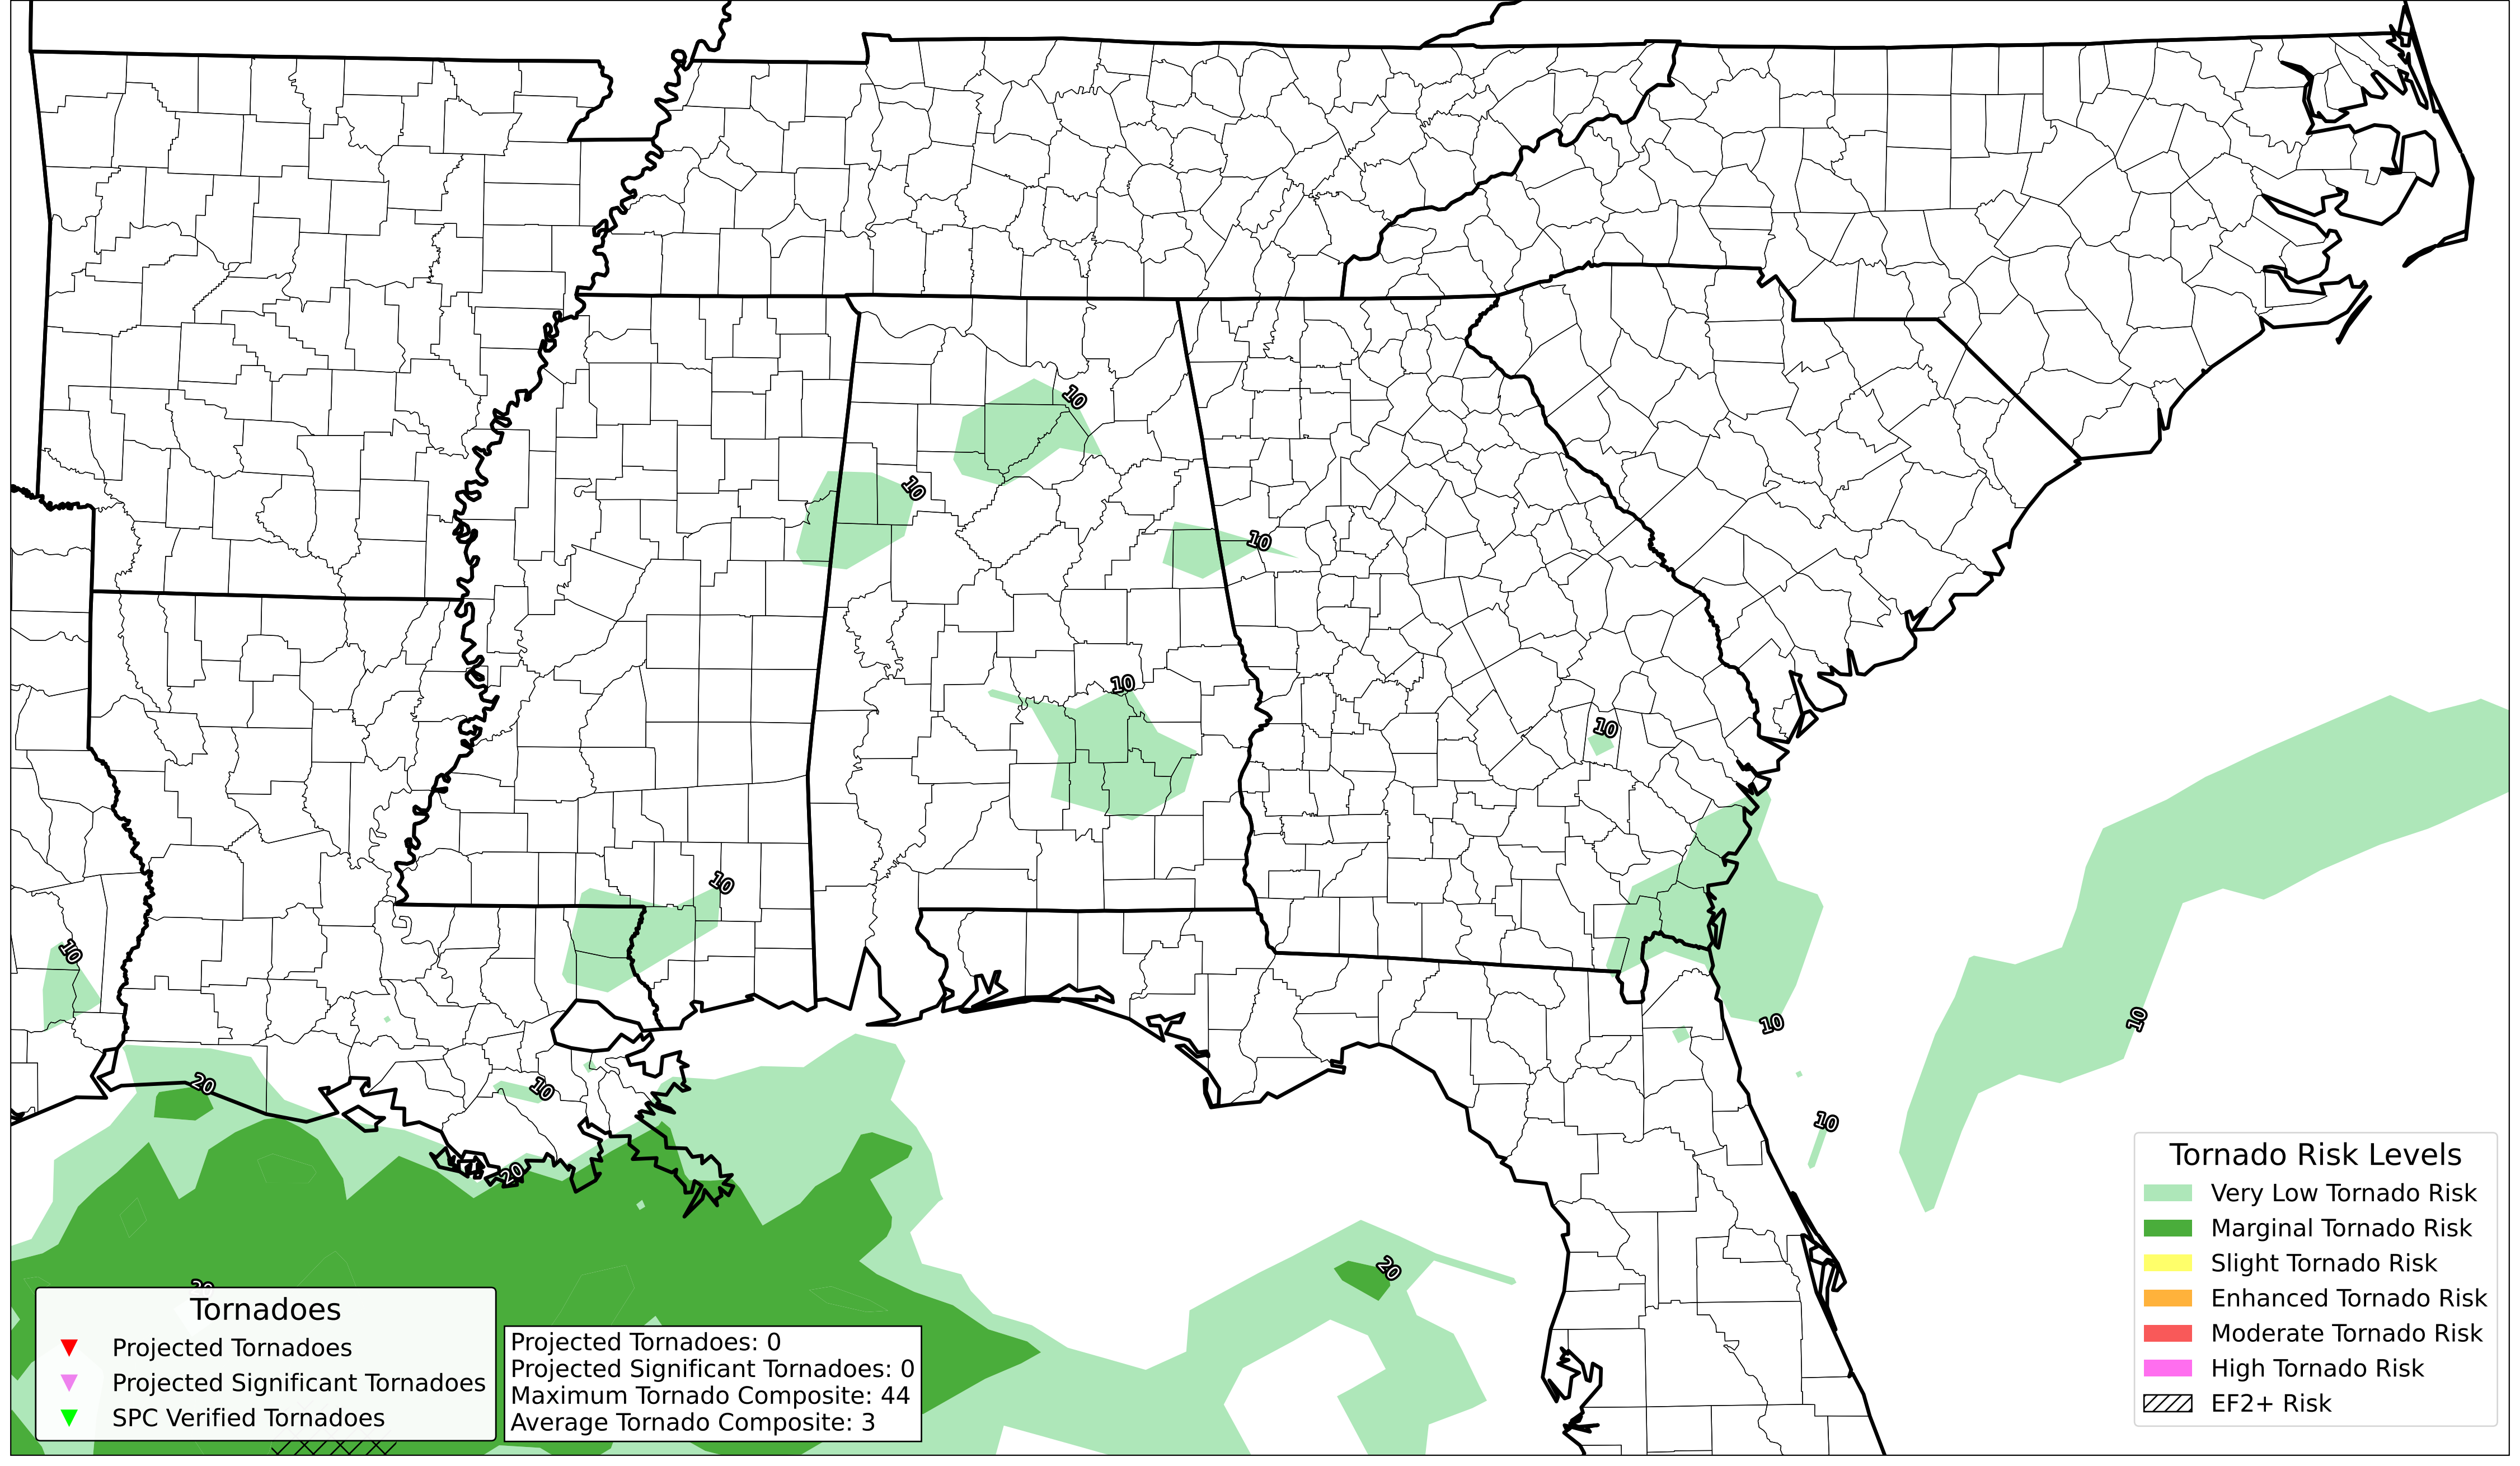 10
10
10
10
10
10
10
10
10
10
20
10
10
20
20
20
Tornadoes
Projected Tornadoes
Projected Significant Tornadoes
SPC Verified Tornadoes
Projected Tornadoes: 0
Projected Significant Tornadoes: 0
Maximum Tornado Composite: 44
Average Tornado Composite: 3
Tornado Risk Levels
Very Low Tornado Risk
Marginal Tornado Risk
Slight Tornado Risk
Enhanced Tornado Risk
Moderate Tornado Risk
High Tornado Risk
EF2+ Risk